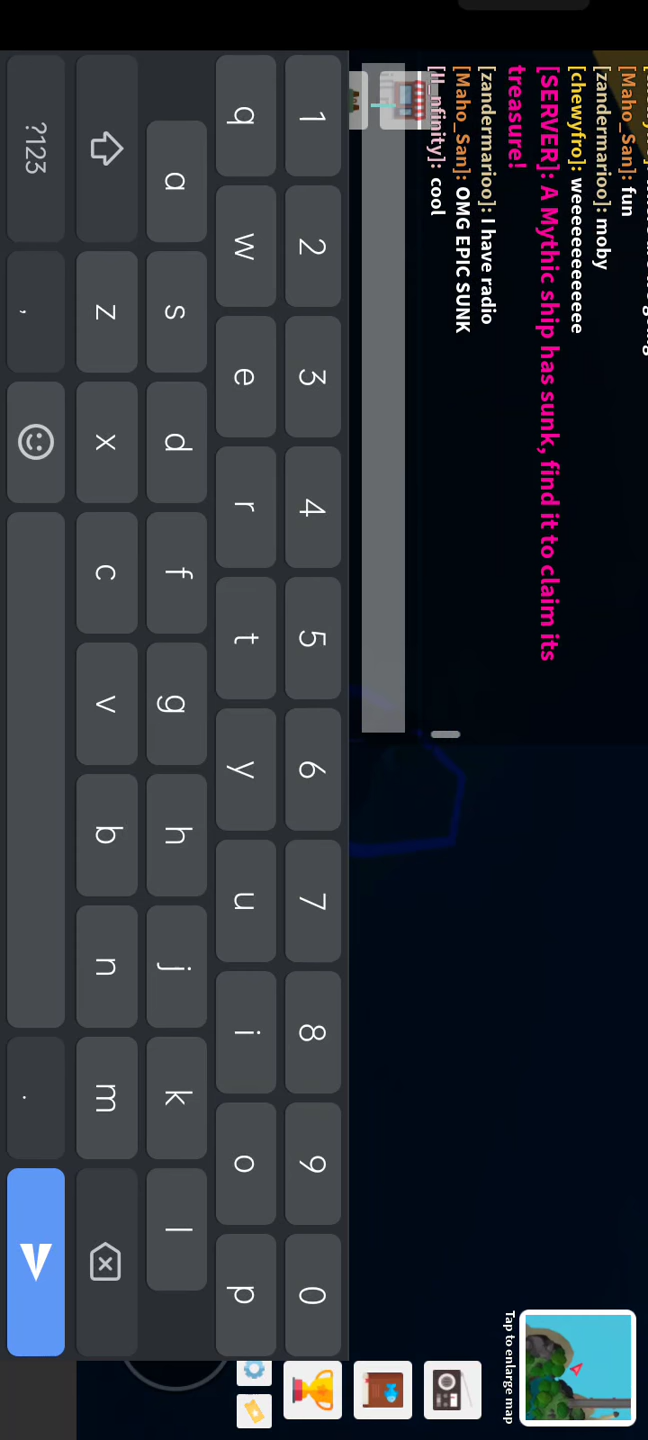 [Maho_San]: fun
[zandermarioo]: moby
[chewyfro]: weeeeeeeeeeee
[SERVER]: A Mythic ship has sunk, find it to claim its
treasure!
[zandermarioo]: I have radio
[Maho_San]: OMG EPIC SUNK
cool
Tap to enlarge map
1 2 3 4 5 6 7 8 9 0
q w e r t y u i o p
a s d f g h j k l
z x c v b n m
?123 , .